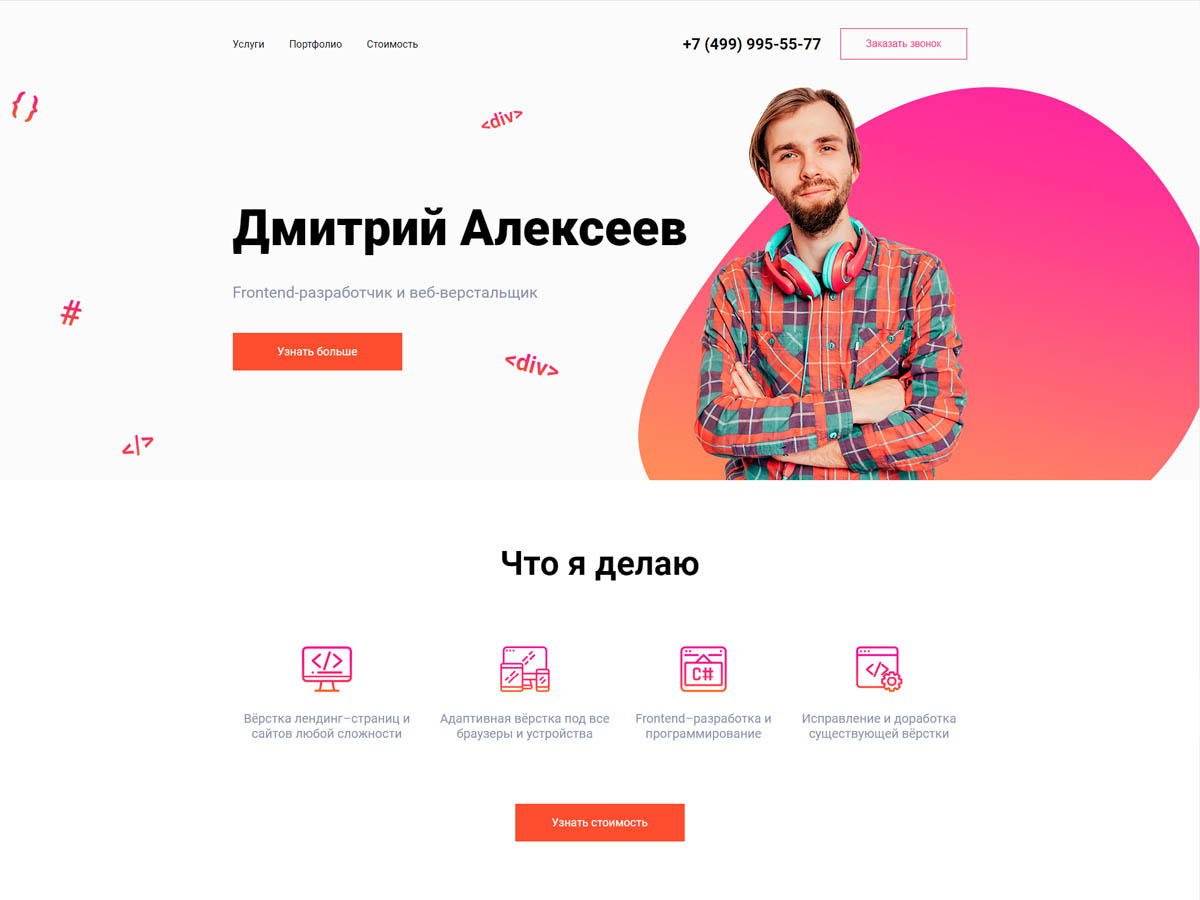 Услуги Портфолио Стоимость +7 (499) 995-55-77 Заказать звонок
{ }
<div>
Дмитрий Алексеев
Frontend-разработчик и веб-верстальщик
#
Узнать больше
<div>
</>
Что я делаю
</>
C#
</>
Вёрстка лендинг–страниц и
сайтов любой сложности
Адаптивная вёрстка под все
браузеры и устройства
Frontend–разработка и
программирование
Исправление и доработка
существующей вёрстки
Узнать стоимость